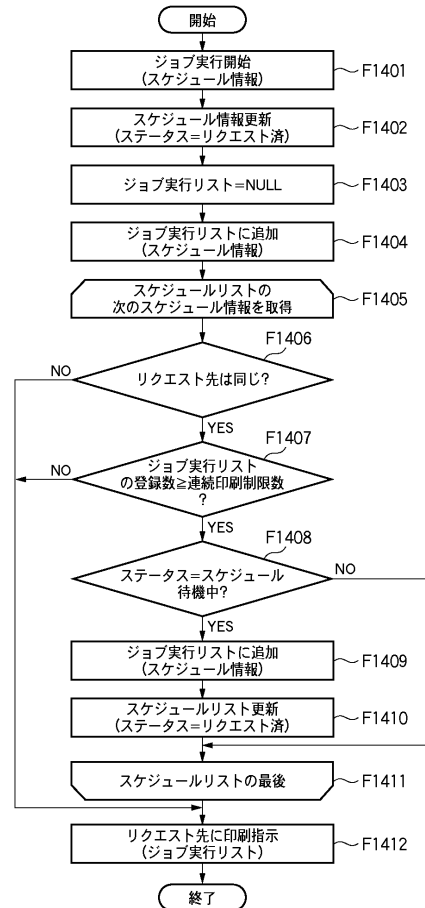 開始
ジョブ実行開始
(スケジュール情報)
F1401
スケジュール情報更新
(ステータス=リクエスト済)
F1402
ジョブ実行リスト=NULL
F1403
ジョブ実行リストに追加
(スケジュール情報)
F1404
スケジュールリストの
次のスケジュール情報を取得
F1405
F1406
リクエスト先は同じ?
NO
YES
F1407
ジョブ実行リスト
の登録数≧連続印刷制限数
?
NO
YES
F1408
ステータス=スケジュール
待機中?
NO
YES
ジョブ実行リストに追加
(スケジュール情報)
F1409
スケジュールリスト更新
(ステータス=リクエスト済)
F1410
スケジュールリストの最後
F1411
リクエスト先に印刷指示
(ジョブ実行リスト)
F1412
終了